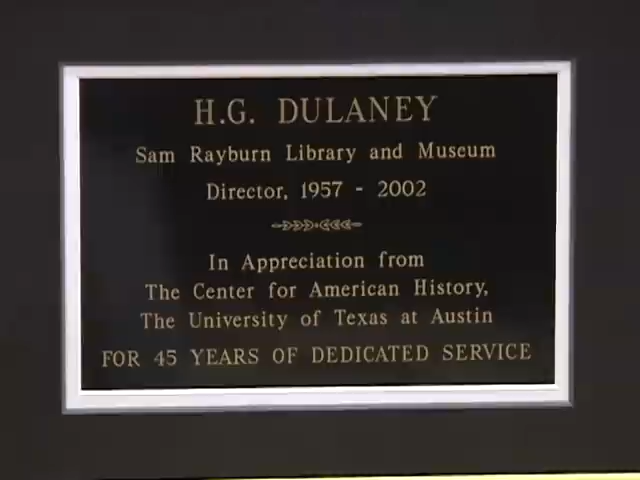 H.G. DULANEY
Sam Rayburn Library and Museum
Director, 1957 - 2002
In Appreciation from
The Center for American History,
The University of Texas at Austin
FOR 45 YEARS OF DEDICATED SERVICE